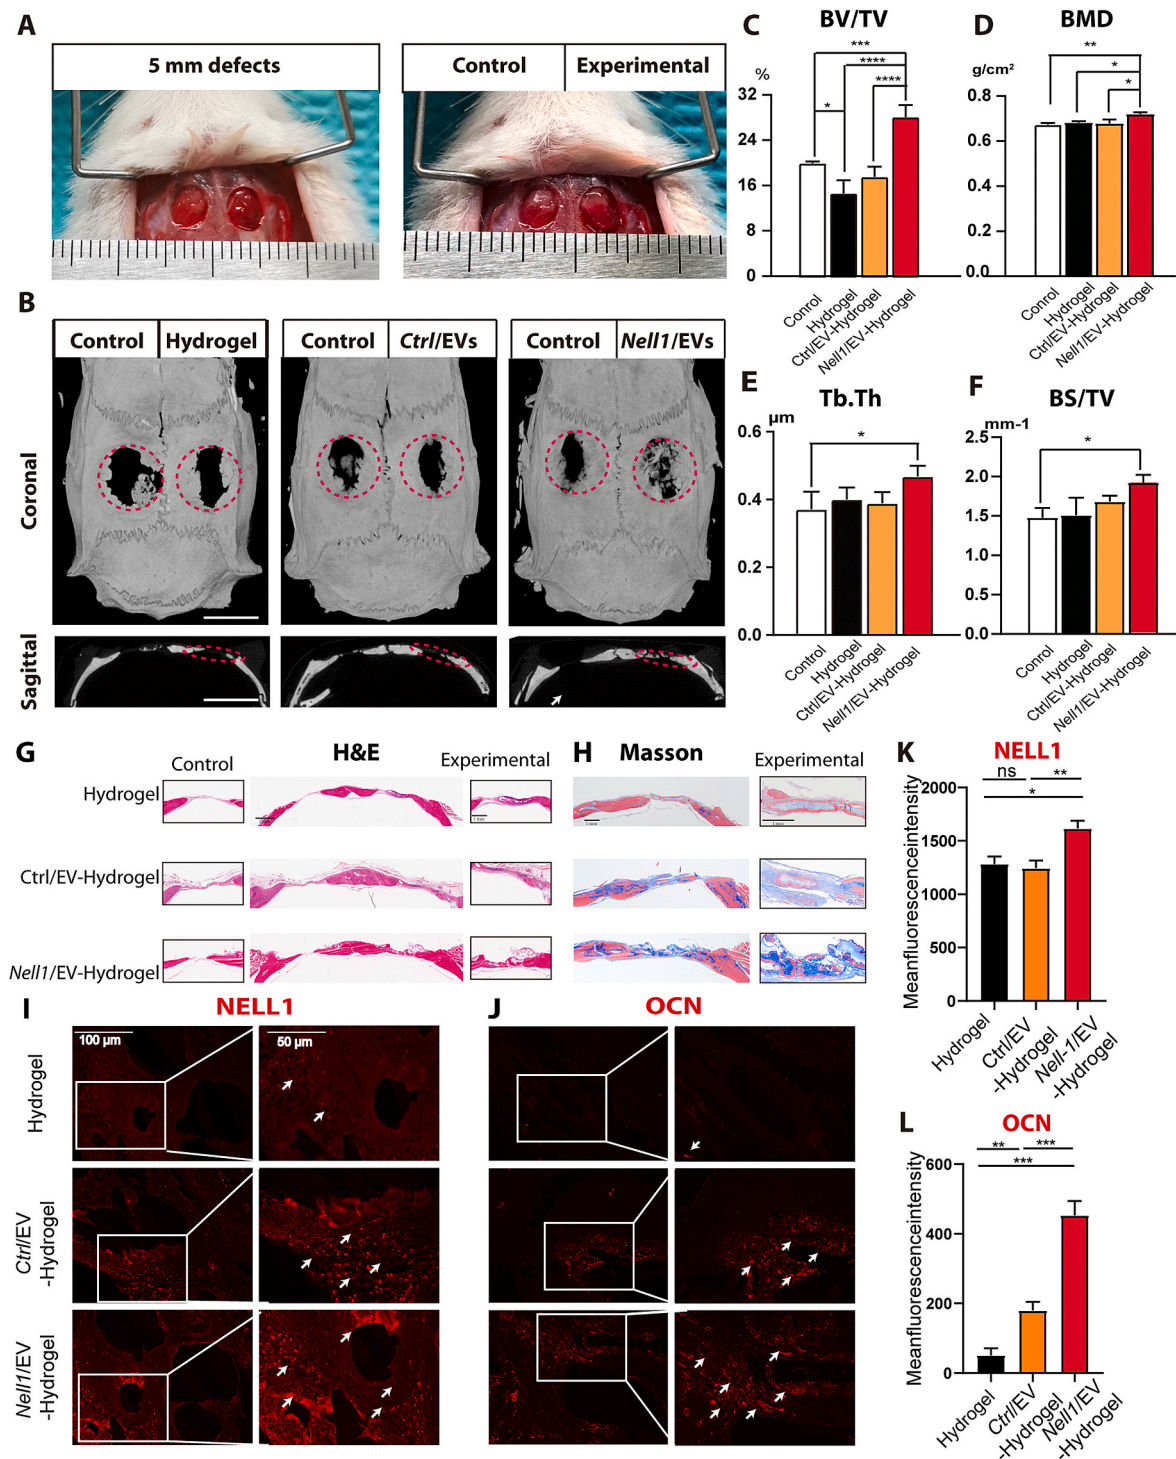 A
5 mm defects
Control
Experimental
B
Control
Hydrogel
Control
Ctrl/EVs
Control
Nell1/EVs
Coronal
Sagittal
C
BV/TV
%
***
****
****
*
32
24
16
8
0
Conrol
Hydrogel
Ctrl/EV-Hydrogel
Nell1/EV-Hydrogel
D
BMD
g/cm²
**
*
*
0.8
0.6
0.4
0.2
0.0
Conrol
Hydrogel
Ctrl/EV-Hydrogel
Nell1/EV-Hydrogel
E
Tb.Th
µm
*
0.6
0.4
0.2
0.0
Control
Hydrogel
Ctrl/EV-Hydrogel
Nell1/EV-Hydrogel
F
BS/TV
mm-1
*
2.5
2.0
1.5
1.0
0.5
0.0
Control
Hydrogel
Ctrl/EV-Hydrogel
Nell1/EV-Hydrogel
G
H&E
Control
Experimental
Hydrogel
1 mm
Ctrl/EV-Hydrogel
Nell1/EV-Hydrogel
H
Masson
Experimental
1 mm
1 mm
I
NELL1
100 µm
50 µm
Hydrogel
Ctrl/EV
-Hydrogel
Nell1/EV
-Hydrogel
J
OCN
K
NELL1
ns
**
*
Meanfluorescenceintensity
2000
1500
1000
500
0
Hydrogel
Ctrl/EV
-Hydrogel
Nell-1/EV
-Hydrogel
L
OCN
**
***
***
Meanfluorescenceintensity
600
400
200
0
Hydrogel
Ctrl/EV
-Hydrogel
Nell1/EV
-Hydrogel